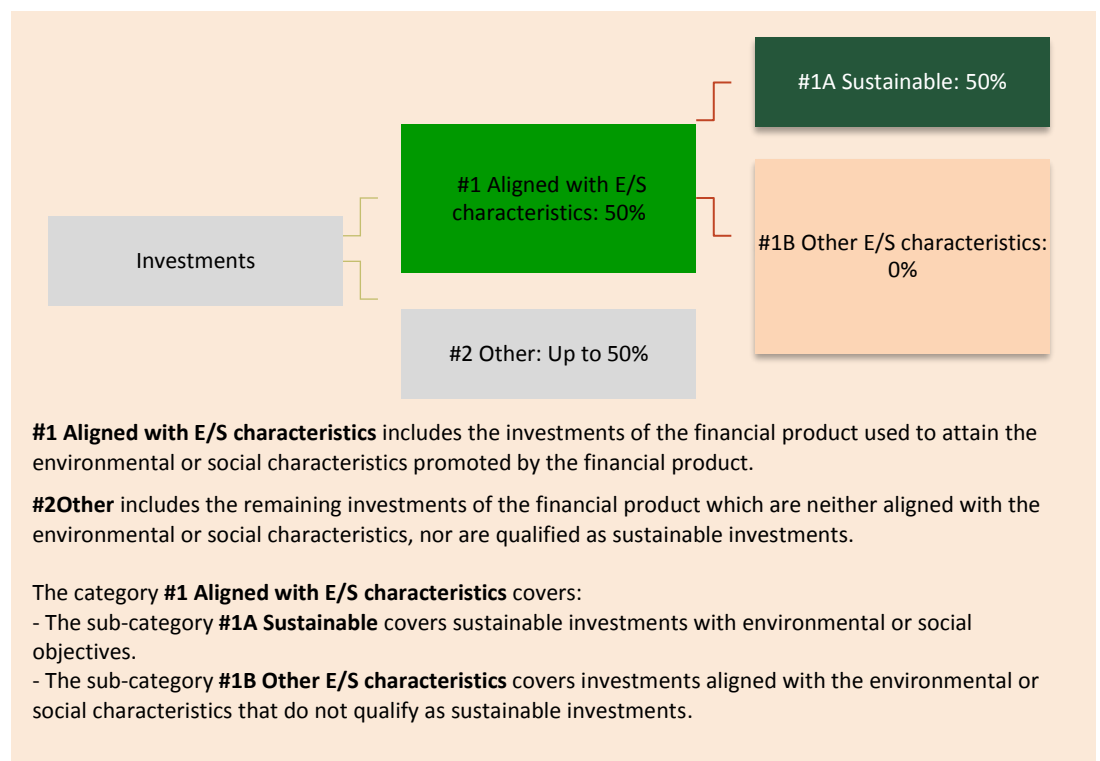 #1A Sustainable: 50%
#1 Aligned with E/S
characteristics: 50%
#1B Other E/S characteristics:
0%
Investments
#2 Other: Up to 50%
#1 Aligned with E/S characteristics includes the investments of the financial product used to attain the
environmental or social characteristics promoted by the financial product.
#2Other includes the remaining investments of the financial product which are neither aligned with the
environmental or social characteristics, nor are qualified as sustainable investments.
The category #1 Aligned with E/S characteristics covers:
- The sub-category #1A Sustainable covers sustainable investments with environmental or social
objectives.
- The sub-category #1B Other E/S characteristics covers investments aligned with the environmental or
social characteristics that do not qualify as sustainable investments.